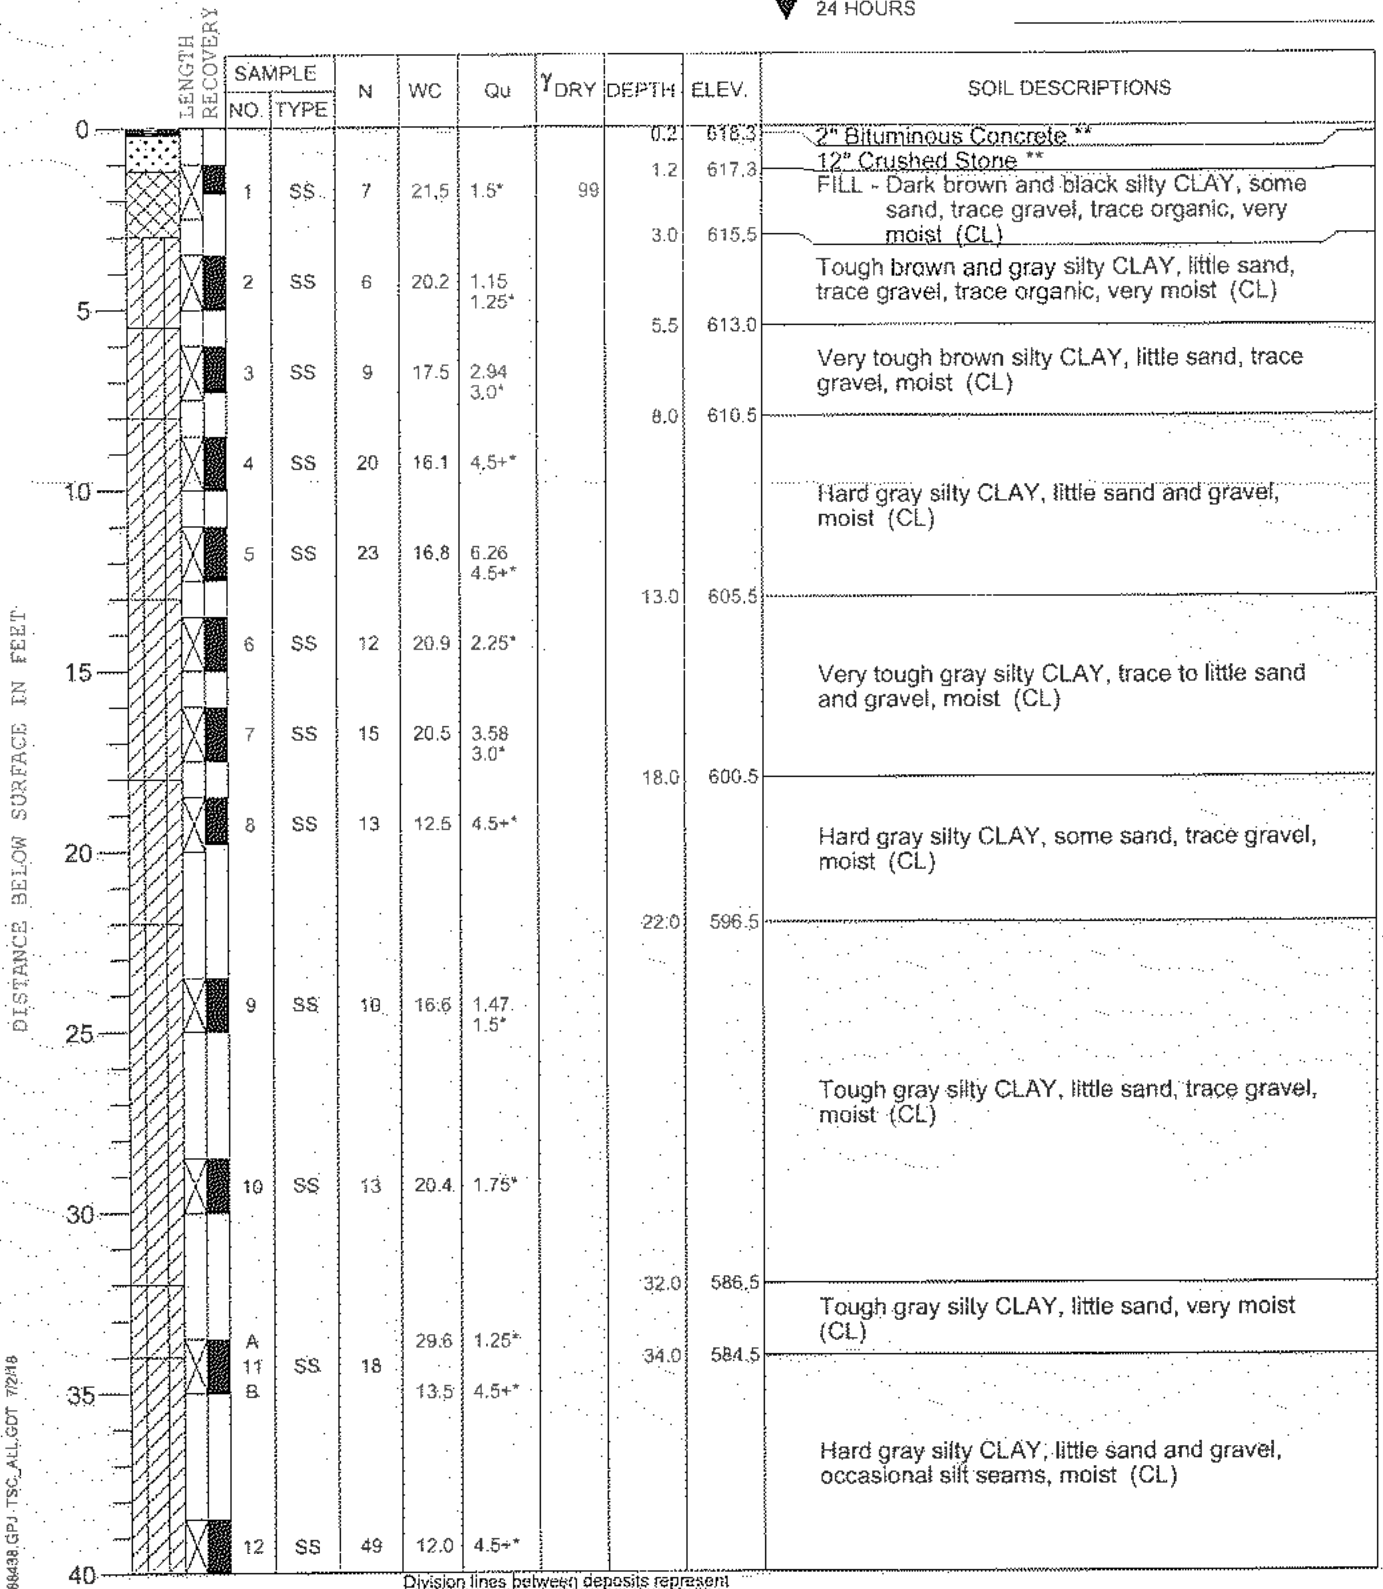 24 HOURS
LENGTH
RECOVERY
SAMPLE
NO. TYPE N WC Qu γDRY DEPTH ELEV. SOIL DESCRIPTIONS
DISTANCE BELOW SURFACE IN FEET
0
0.2 618.3 2" Bituminous Concrete **
1.2 617.3 12" Crushed Stone **
1 SS 7 21.5 1.5* 99
FILL - Dark brown and black silty CLAY, some
sand, trace gravel, trace organic, very
moist (CL)
3.0 615.5
2 SS 6 20.2 1.15
1.25*
Tough brown and gray silty CLAY, little sand,
trace gravel, trace organic, very moist (CL)
5
5.5 613.0
3 SS 9 17.5 2.94
3.0*
Very tough brown silty CLAY, little sand, trace
gravel, moist (CL)
8.0 610.5
4 SS 20 16.1 4.5+*
10
Hard gray silty CLAY, little sand and gravel,
moist (CL)
5 SS 23 16.8 6.26
4.5+*
13.0 605.5
6 SS 12 20.9 2.25*
15
Very tough gray silty CLAY, trace to little sand
and gravel, moist (CL)
7 SS 15 20.5 3.58
3.0*
18.0 600.5
8 SS 13 12.5 4.5+*
20
Hard gray silty CLAY, some sand, trace gravel,
moist (CL)
22.0 596.5
9 SS 10 16.6 1.47
1.5*
25
Tough gray silty CLAY, little sand, trace gravel,
moist (CL)
10 SS 13 20.4 1.75*
30
32.0 586.5
Tough gray silty CLAY, little sand, very moist
(CL)
A 29.6 1.25*
11 SS 18
34.0 584.5
B 13.5 4.5+*
35
Hard gray silty CLAY, little sand and gravel,
occasional silt seams, moist (CL)
12 SS 49 12.0 4.5+*
40
Division lines between deposits represent
88438.GPJ TSC_ALL.GDT 7/2/18